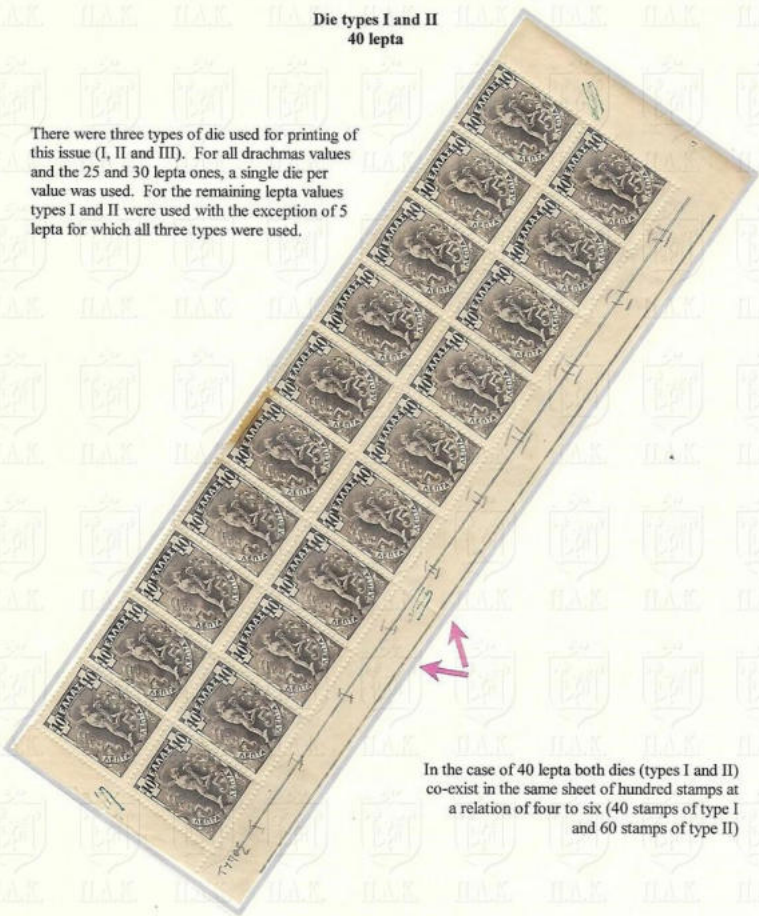 Die types I and II
40 lepta
There were three types of die used for printing of
this issue (I, II and III). For all drachmas values
and the 25 and 30 lepta ones, a single die per
value was used. For the remaining lepta values
types I and II were used with the exception of 5
lepta for which all three types were used.
40 ΕΛΛΑΣ 40
ΛΕΠΤΑ
In the case of 40 lepta both dies (types I and II)
co-exist in the same sheet of hundred stamps at
a relation of four to six (40 stamps of type I
and 60 stamps of type II)
Π.Α.Κ.